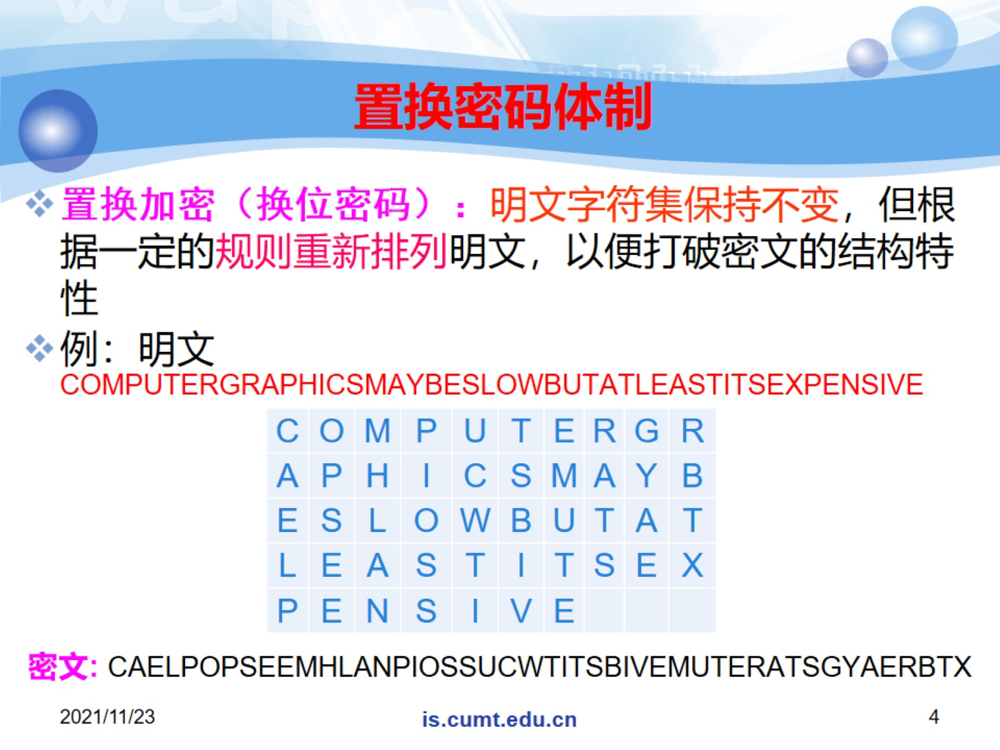 置换密码体制
置换加密（换位密码）：明文字符集保持不变，但根
据一定的规则重新排列明文，以便打破密文的结构特
性
例：明文
COMPUTERGRAPHICSMAYBESLOWBUTATLEASTITSEXPENSIVE
C O M P U T E R G R
A P H I C S M A Y B
E S L O W B U T A T
L E A S T I T S E X
P E N S I V E
密文: CAELPOPSEEMHLANPIOSSUCWTITSBIVEMUTERATSGYAERBTX
2021/11/23
is.cumt.edu.cn
4